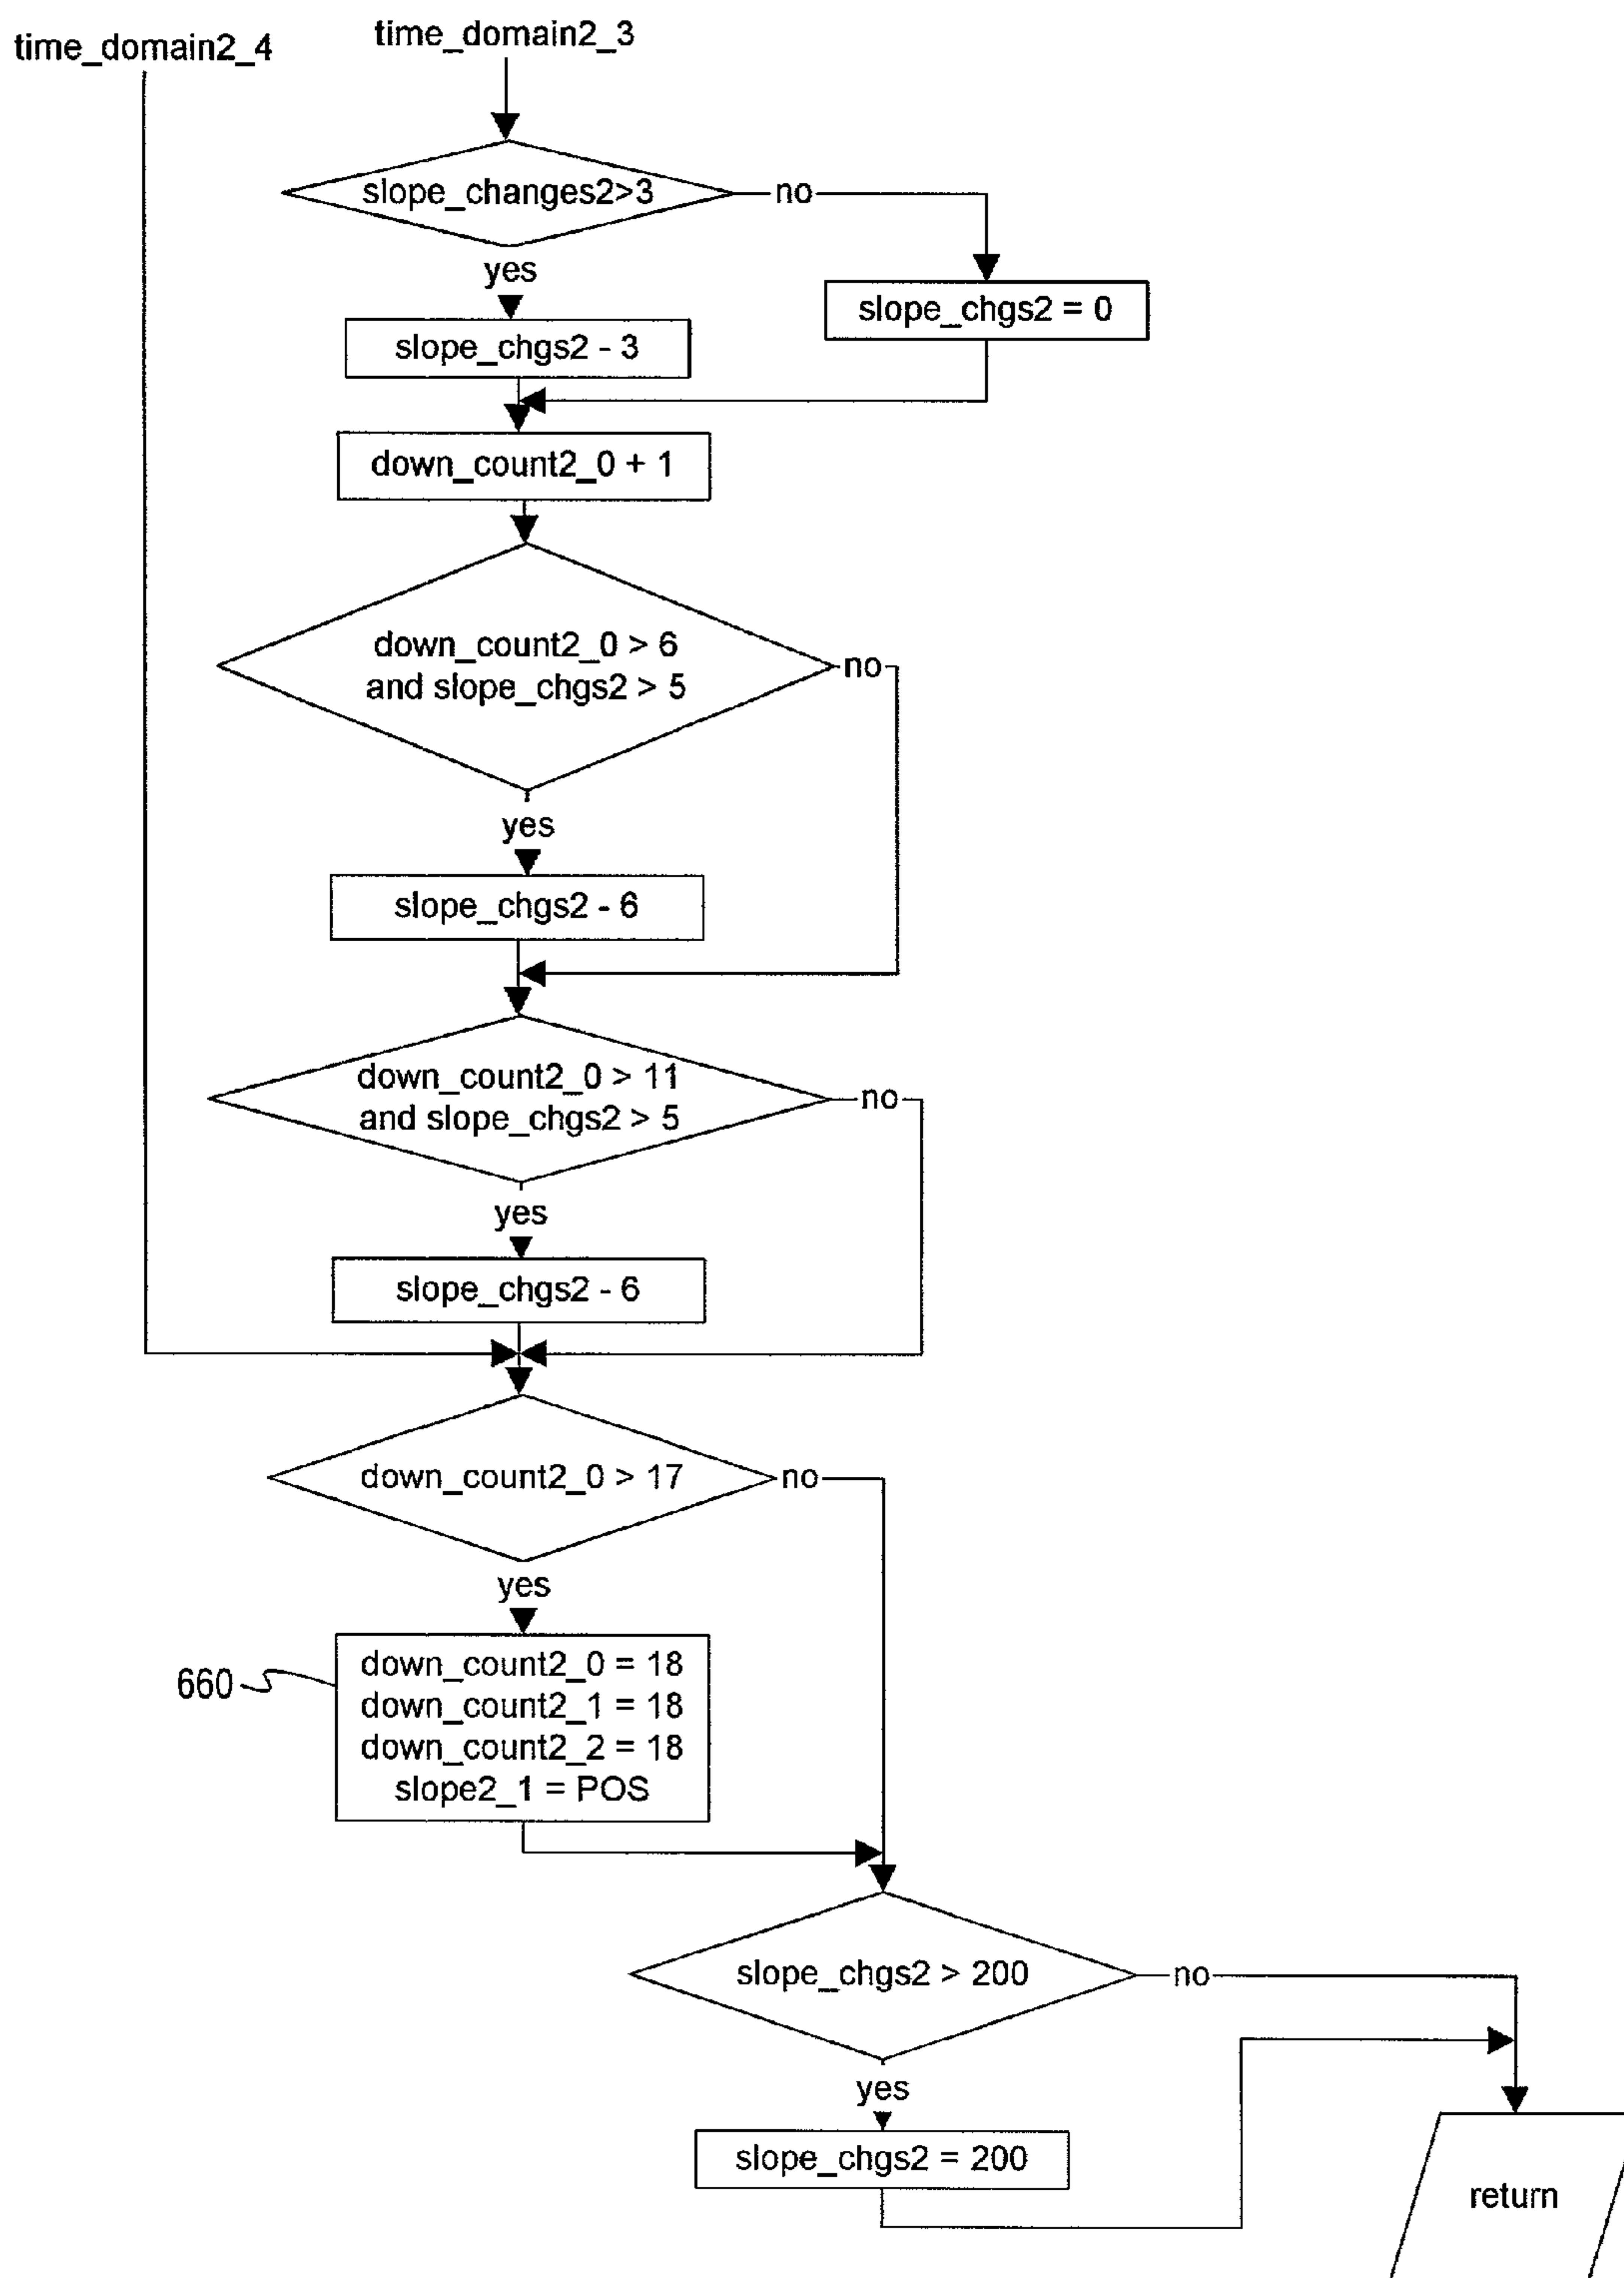 time_domain2_4
time_domain2_3
slope_changes2>3
no
yes
slope_chgs2 = 0
slope_chgs2 - 3
down_count2_0 + 1
down_count2_0 > 6
and slope_chgs2 > 5
no
yes
slope_chgs2 - 6
down_count2_0 > 11
and slope_chgs2 > 5
no
yes
slope_chgs2 - 6
down_count2_0 > 17
no
yes
660
down_count2_0 = 18
down_count2_1 = 18
down_count2_2 = 18
slope2_1 = POS
slope_chgs2 > 200
no
yes
slope_chgs2 = 200
return